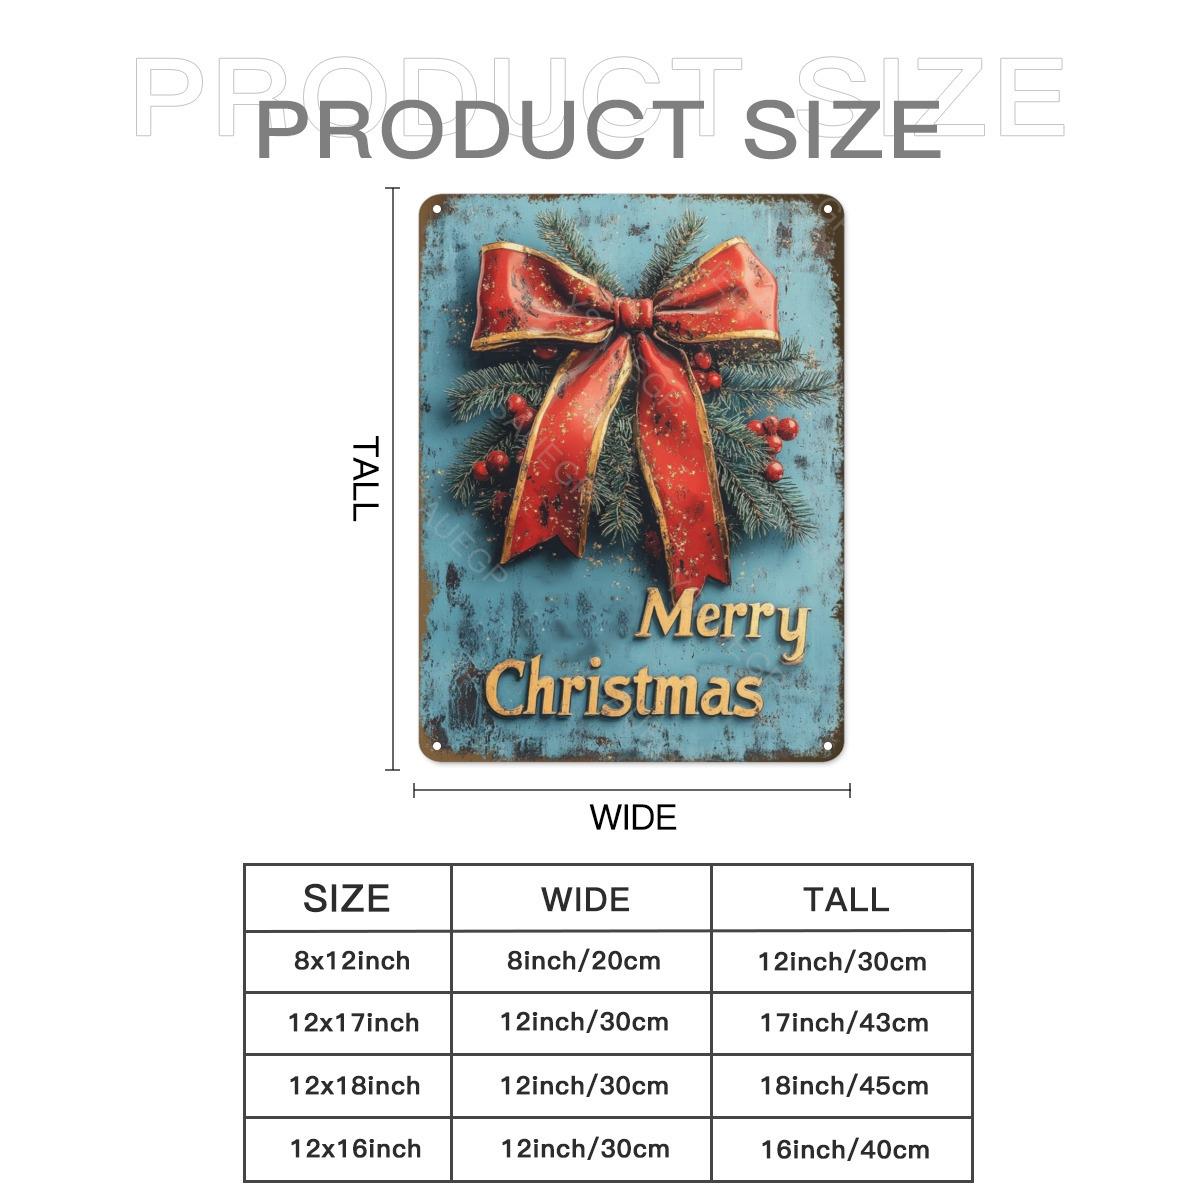 PRODUCT SIZE
PRODUCT SIZE
TALL
Merry
Christmas
WIDE
SIZE WIDE TALL
8x12inch 8inch/20cm 12inch/30cm
12x17inch 12inch/30cm 17inch/43cm
12x18inch 12inch/30cm 18inch/45cm
12x16inch 12inch/30cm 16inch/40cm